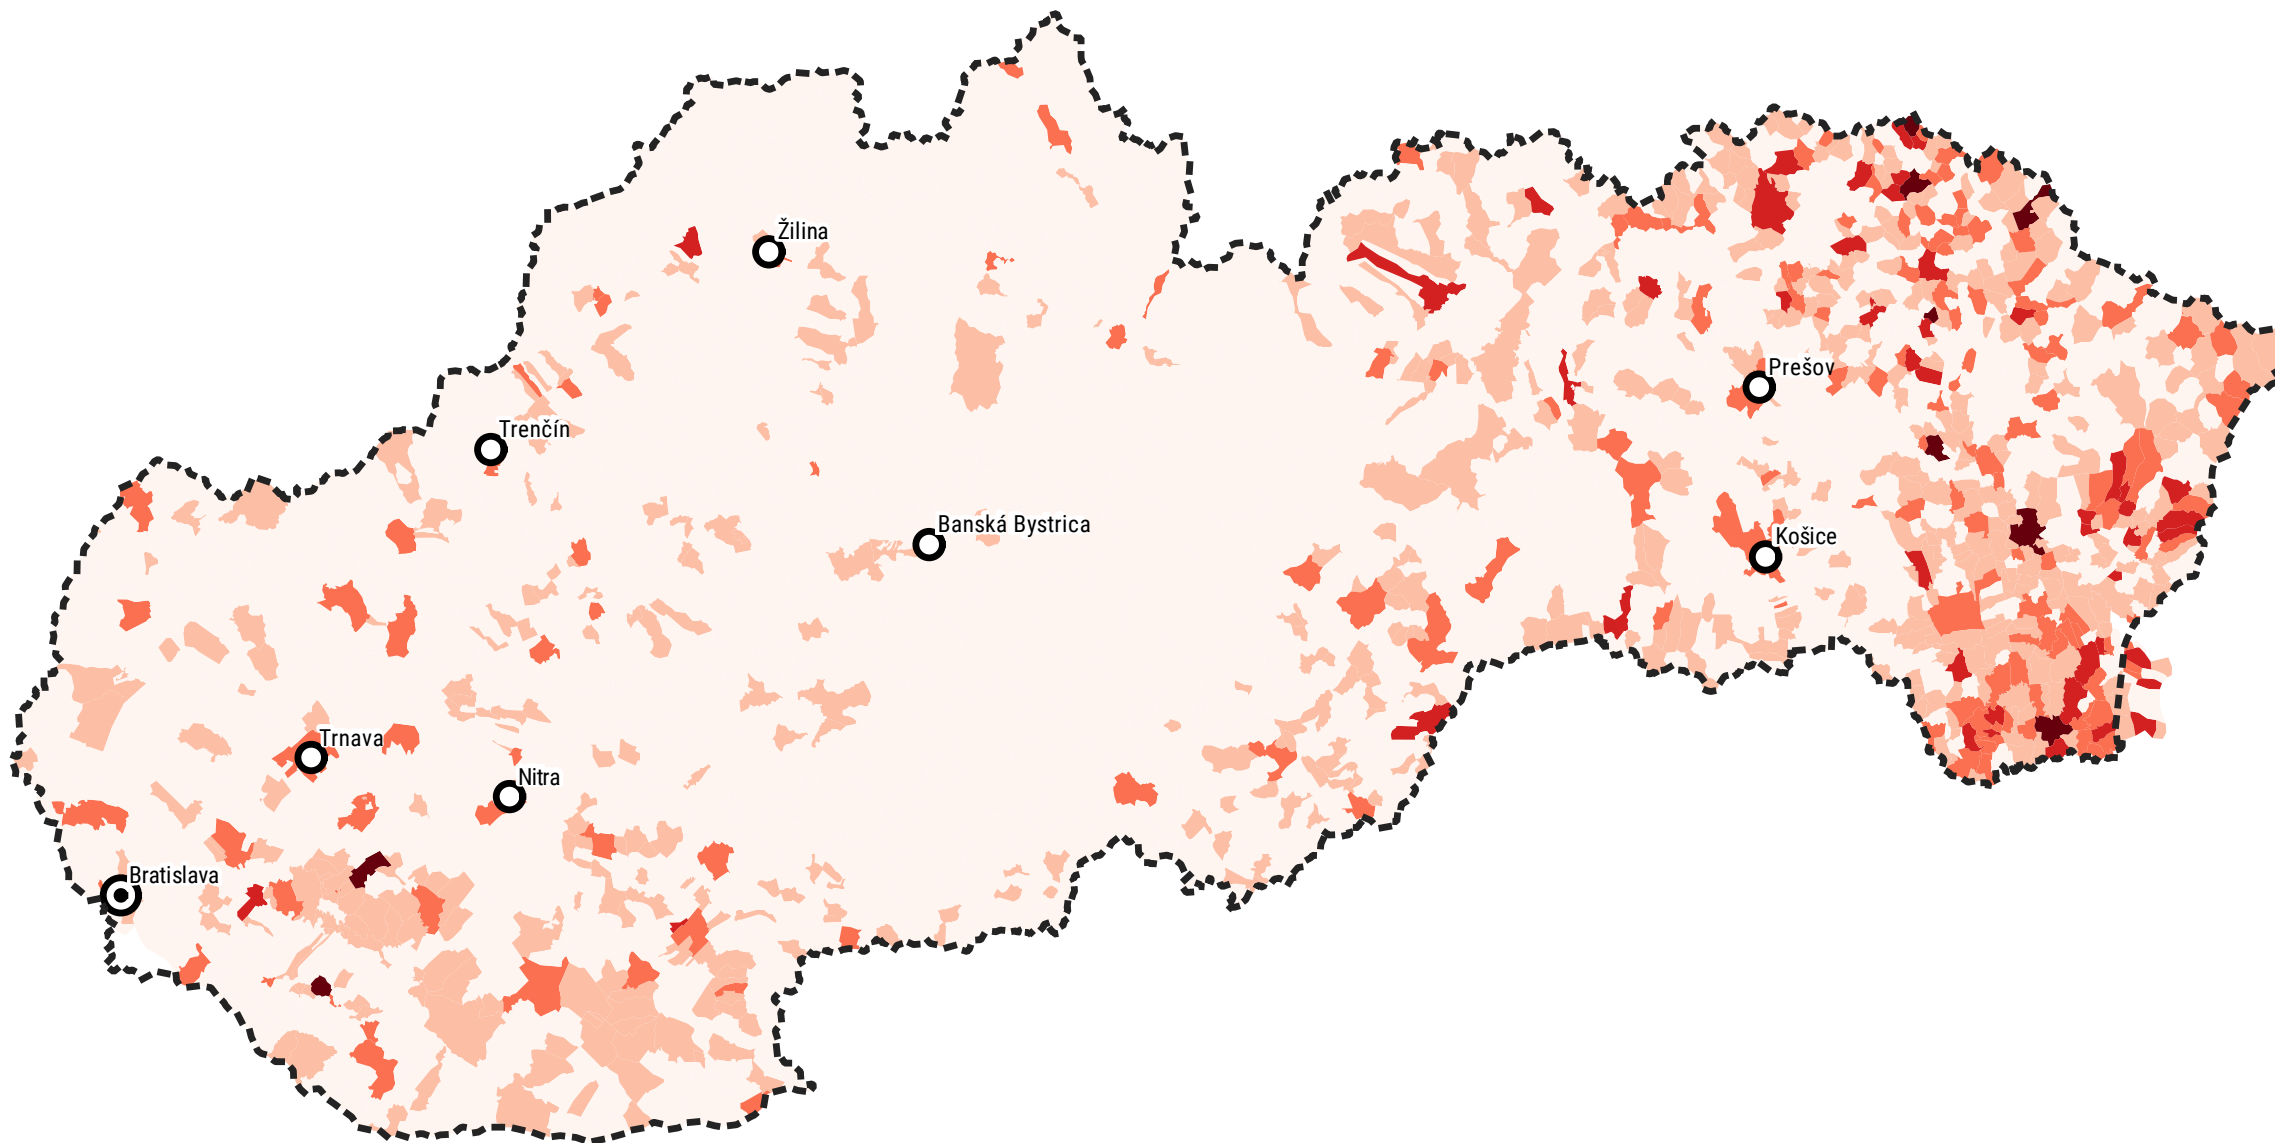 Žilina
Prešov
Trenčín
Banská Bystrica
Košice
Trnava
Nitra
Bratislava